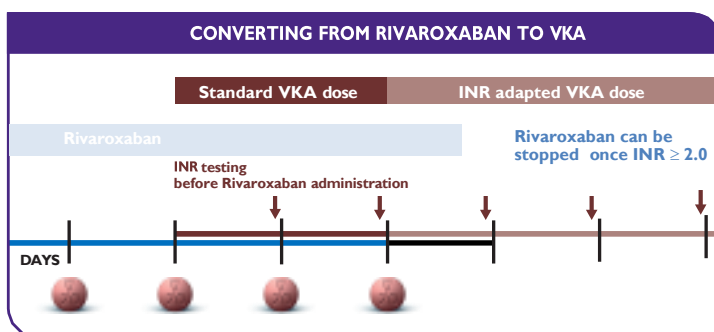 CONVERTING FROM RIVAROXABAN TO VKA
Standard VKA dose
INR adapted VKA dose
Rivaroxaban
Rivaroxaban can be
stopped once INR ≥ 2.0
INR testing
before Rivaroxaban administration
DAYS